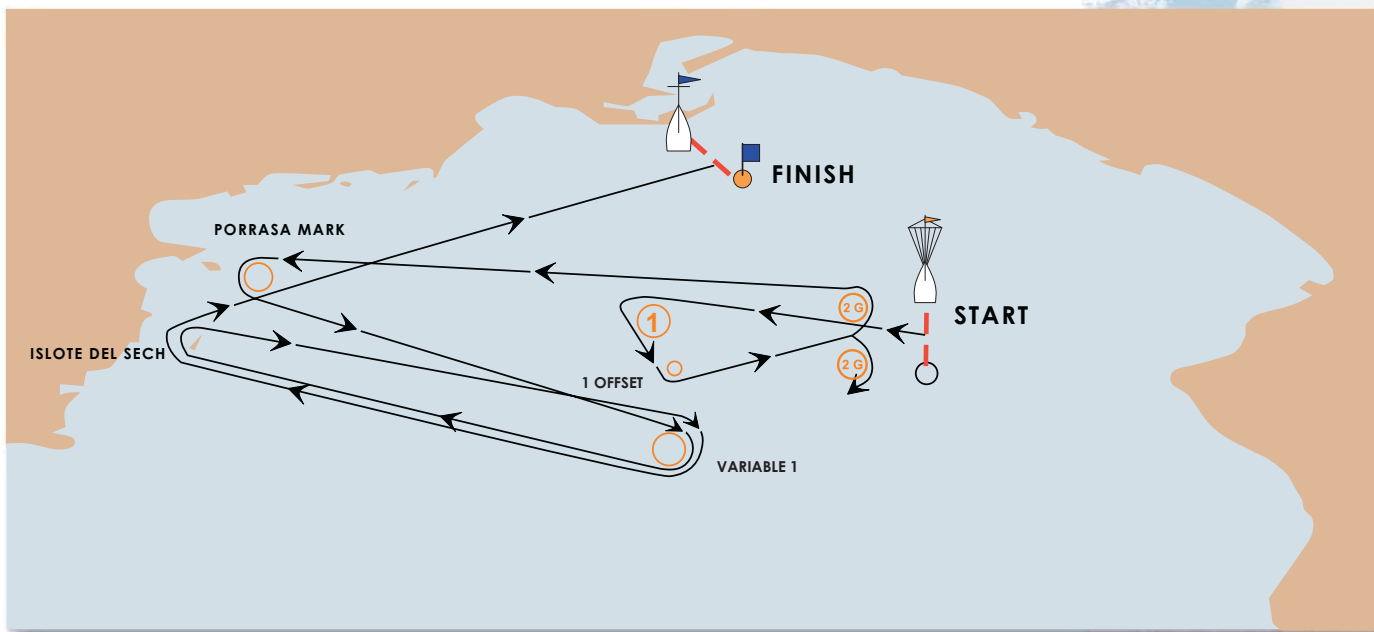 FINISH
PORRASA MARK
2 G
START
1
ISLOTE DEL SECH
2 G
1 OFFSET
VARIABLE 1